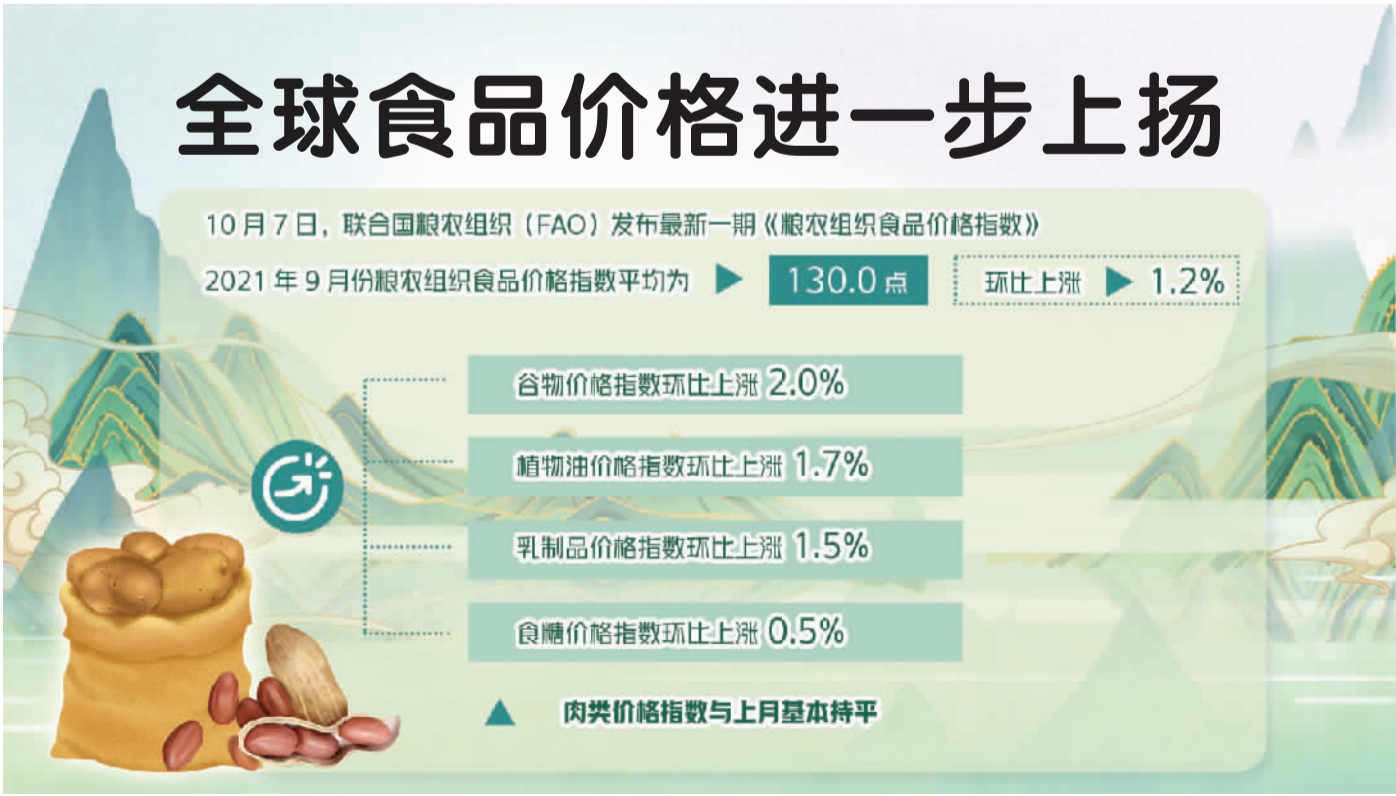 全球食品价格进一步上扬
10月7日，联合国粮农组织（FAO）发布最新一期《粮农组织食品价格指数》
2021年9月份粮农组织食品价格指数平均为 130.0点 环比上涨 1.2%
谷物价格指数环比上涨2.0%
植物油价格指数环比上涨1.7%
乳制品价格指数环比上涨1.5%
食糖价格指数环比上涨0.5%
肉类价格指数与上月基本持平